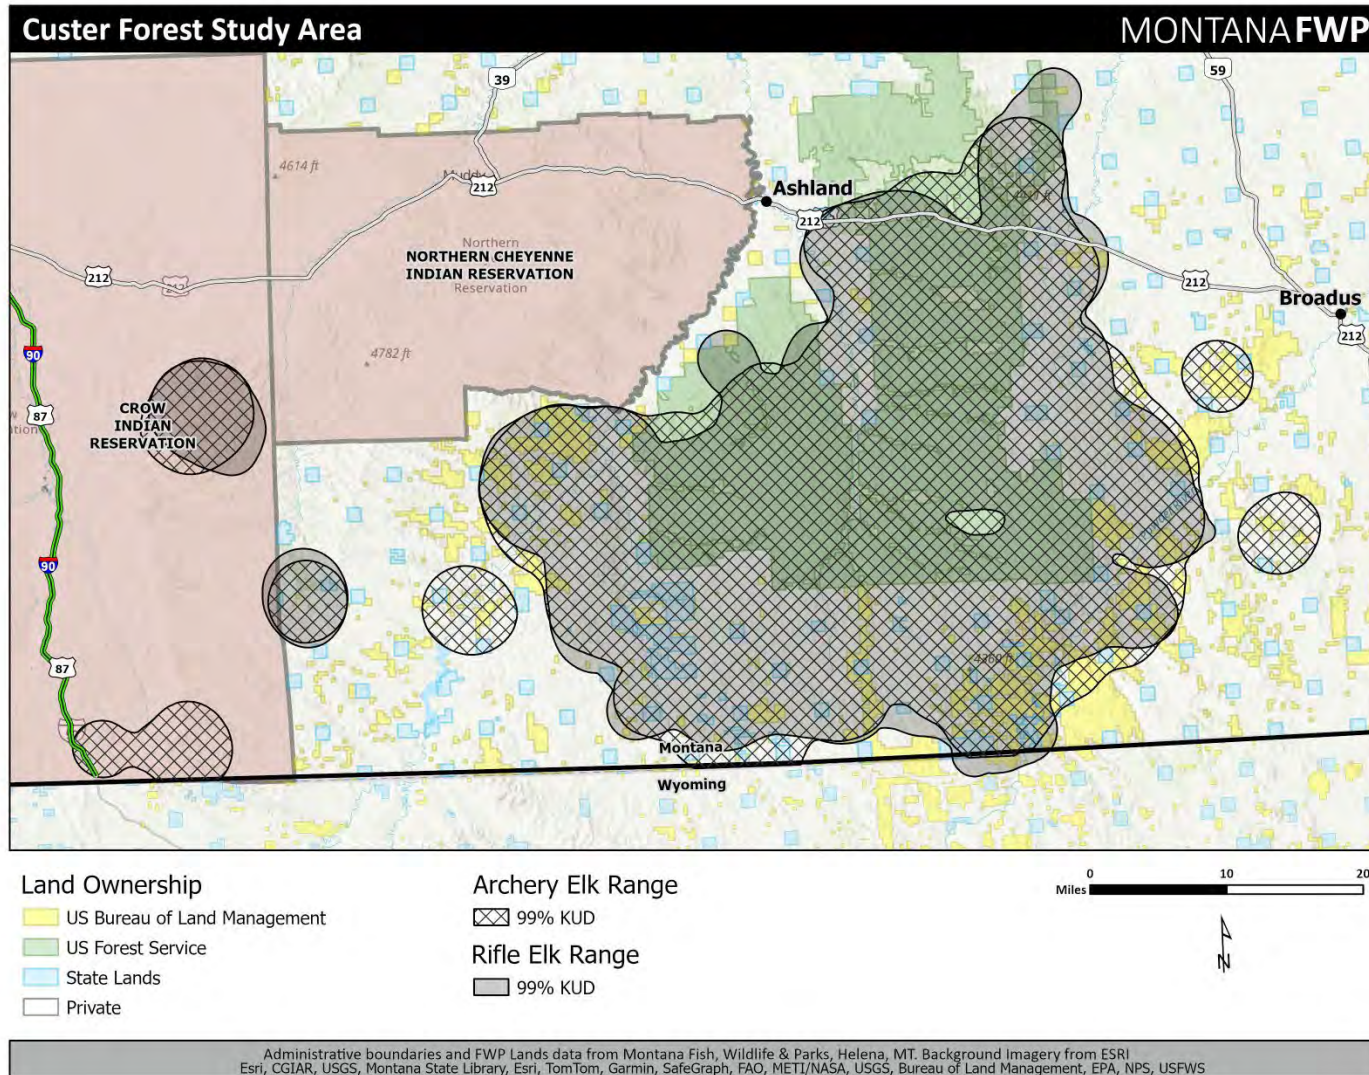 Custer Forest Study Area
MONTANA FWP
39
59
4614 ft
Muddy
212
Ashland
212
Northern
NORTHERN CHEYENNE
INDIAN RESERVATION
Reservation
212
212
212
Broadus
212
90
4782 ft
87
CROW
INDIAN
RESERVATION
90
87
4360 ft
Montana
Wyoming
Land Ownership
US Bureau of Land Management
US Forest Service
State Lands
Private
Archery Elk Range
99% KUD
Rifle Elk Range
99% KUD
0 10 20
Miles
N
Administrative boundaries and FWP Lands data from Montana Fish, Wildlife & Parks, Helena, MT. Background Imagery from ESRI
Esri, CGIAR, USGS, Montana State Library, Esri, TomTom, Garmin, SafeGraph, FAO, METI/NASA, USGS, Bureau of Land Management, EPA, NPS, USFWS